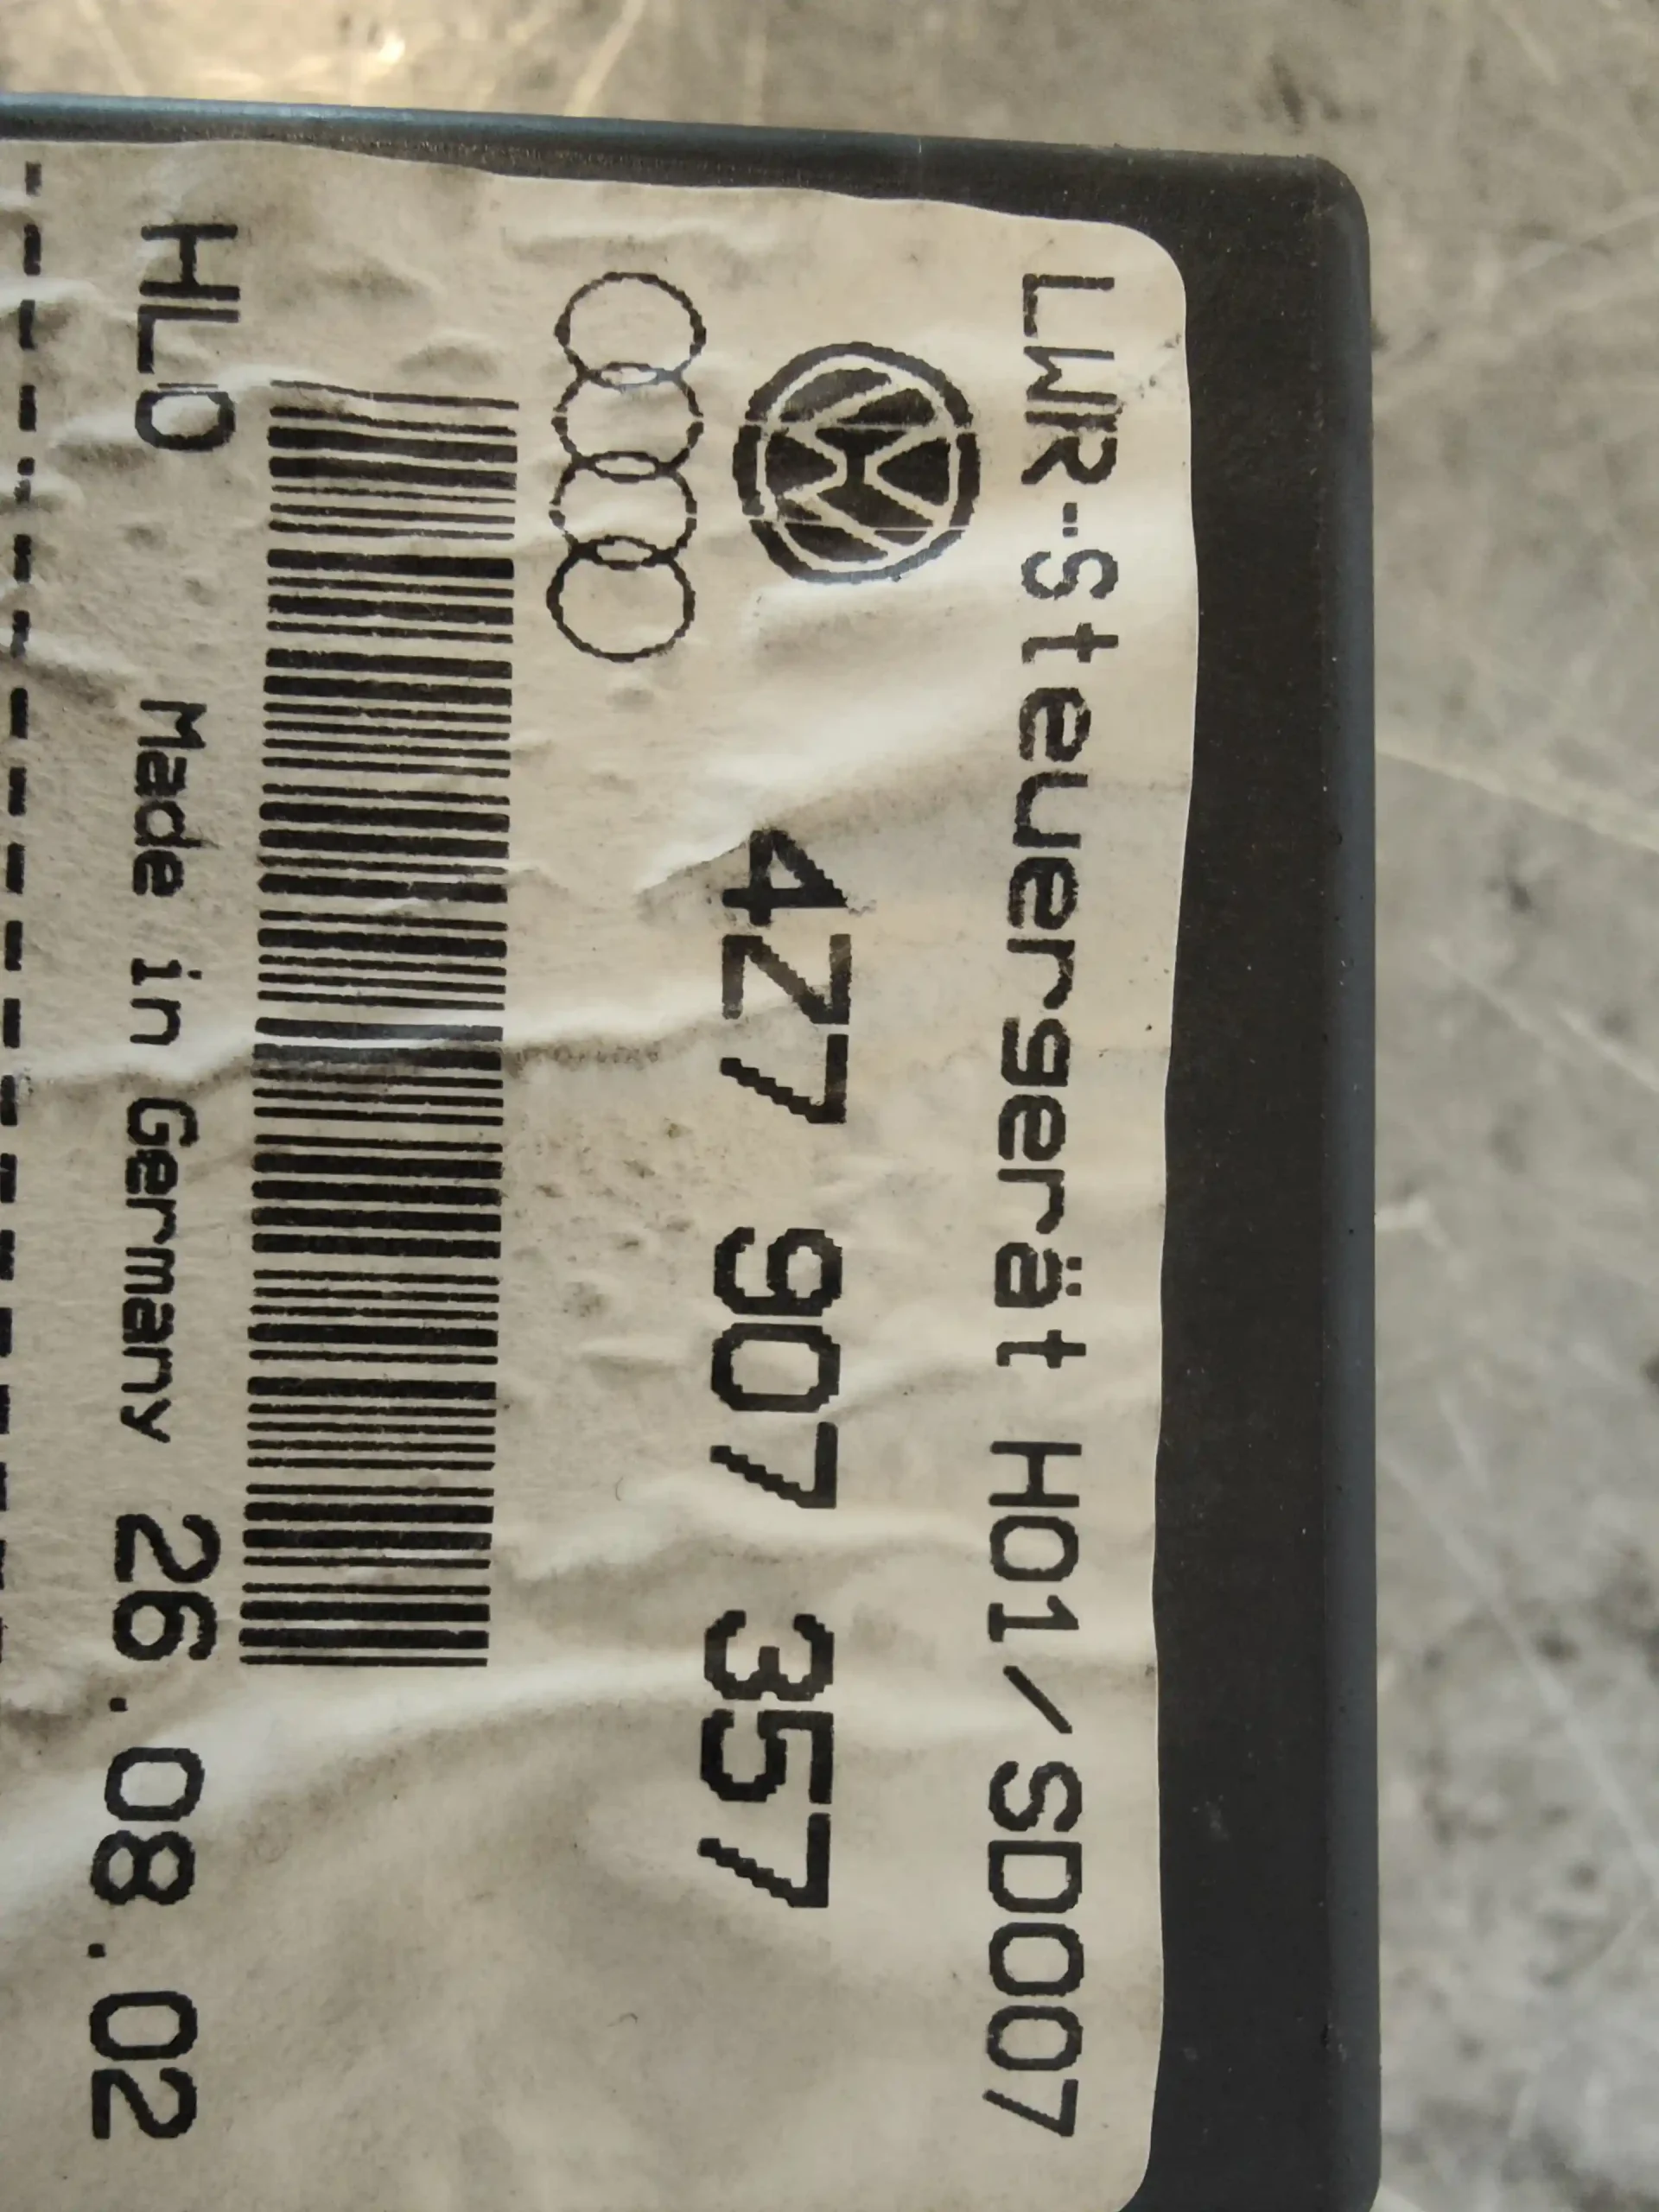 LWR-Steuergerät H01/SD007
4Z7 907 357
HLO Made in Germany 26.08.02